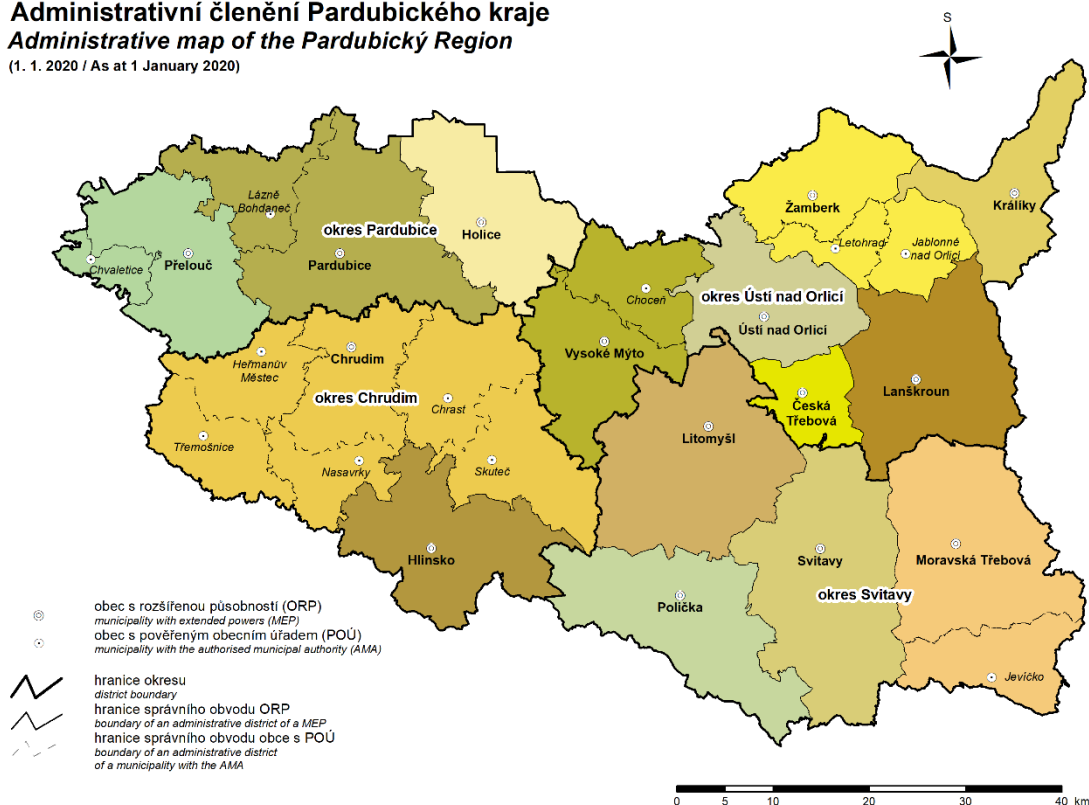 Administrativní členění Pardubického kraje
Administrative map of the Pardubický Region
(1. 1. 2020 / As at 1 January 2020)
S
Králíky
Žamberk
Letohrad
Jablonné
nad Orlicí
Lázně
Bohdaneč
okres Pardubice
Holice
Chvaletice
Přelouč
Pardubice
Choceň
okres Ústí nad Orlicí
Ústí nad Orlicí
Vysoké Mýto
Heřmanův
Městec
Chrudim
okres Chrudim
Chrast
Lanškroun
Česká
Třebová
Litomyšl
Třemošnice
Nasavrky
Skuteč
Hlinsko
Svitavy
Moravská Třebová
okres Svitavy
Polička
Jevíčko
obec s rozšířenou působností (ORP)
municipality with extended powers (MEP)
obec s pověřeným obecním úřadem (POÚ)
municipality with the authorised municipal authority (AMA)
hranice okresu
district boundary
hranice správního obvodu ORP
boundary of an administrative district of a MEP
hranice správního obvodu obce s POÚ
boundary of an administrative district
of a municipality with the AMA
0 5 10 20 30 40 km